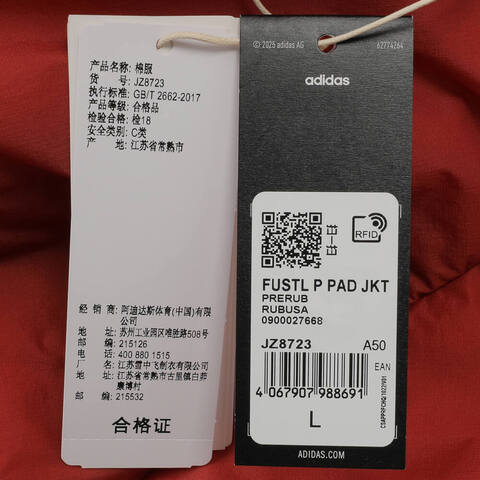 产品名称: 棉服
货 号: JZ8723
执行标准: GB/T 2662-2017
产品等级: 合格品
检验合格: 检18
安全类别: C类
产 地: 江苏省常熟市
经 销 商: 阿迪达斯体育(中国)有限
公司
地 址: 苏州工业园区唯胜路508号
邮 编: 215126
电 话: 400 880 1515
厂 名: 江苏雪中飞制衣有限公司
地 址: 江苏省常熟市古里镇白茆
康博村
邮 编: 215532
合格证
© 2025 adidas AG
62774264
adidas
RFID
FUSTL P PAD JKT
PRERUB
RUBUSA
0900027668
JZ8723 A50
EAN
4 067907 988691
L
ADIDAS.COM